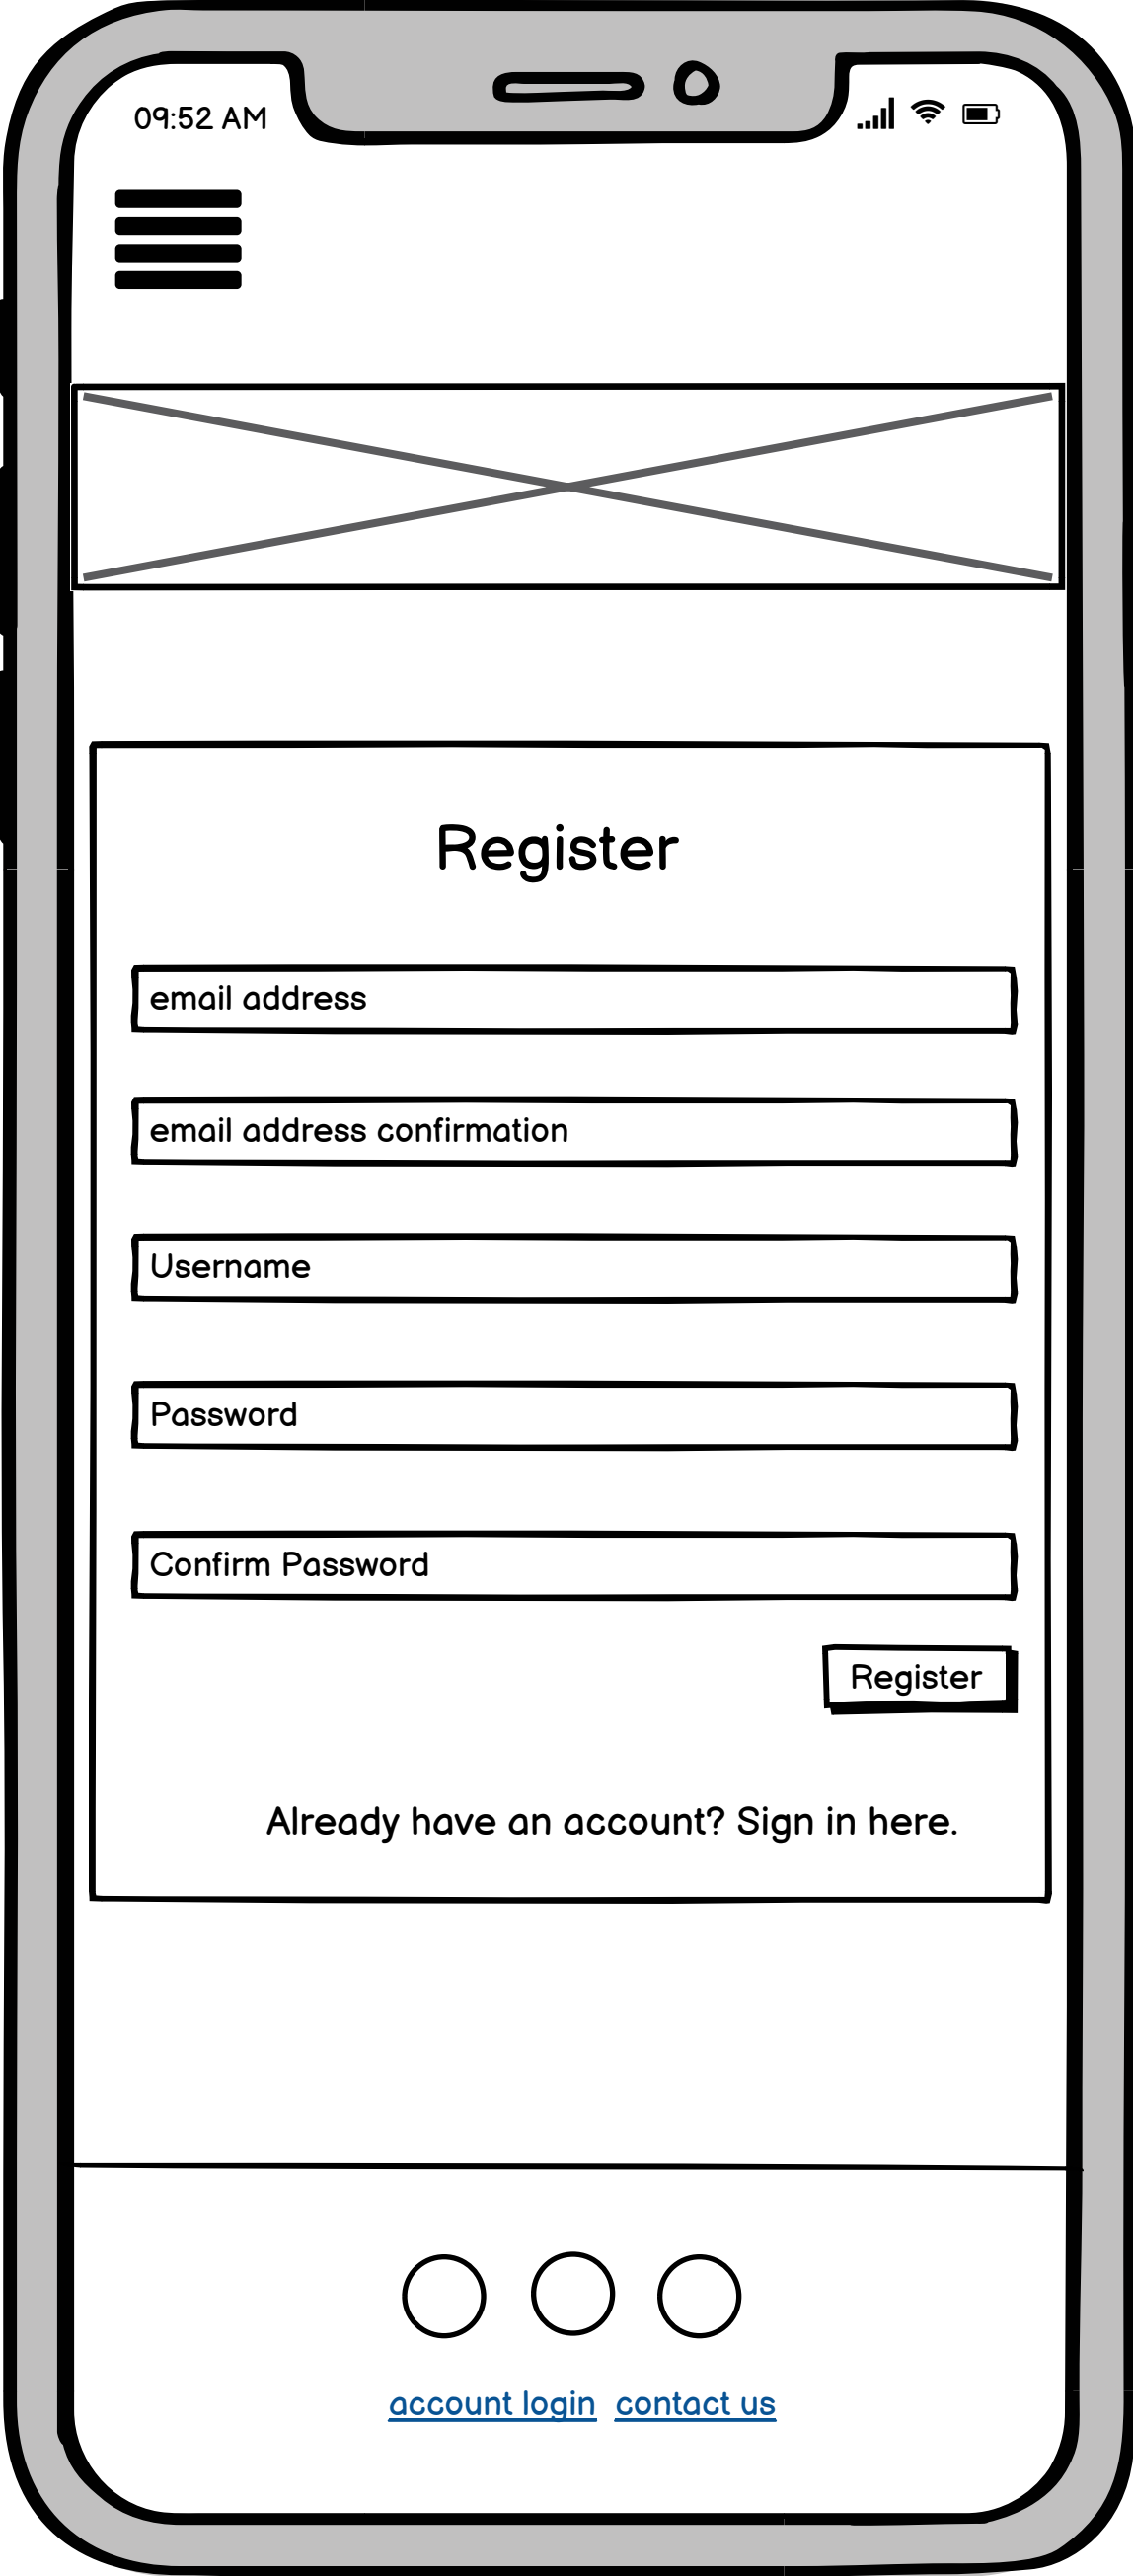 09:52 AM
Register
email address
email address confirmation
Username
Password
Confirm Password
Register
Already have an account? Sign in here.
account login contact us